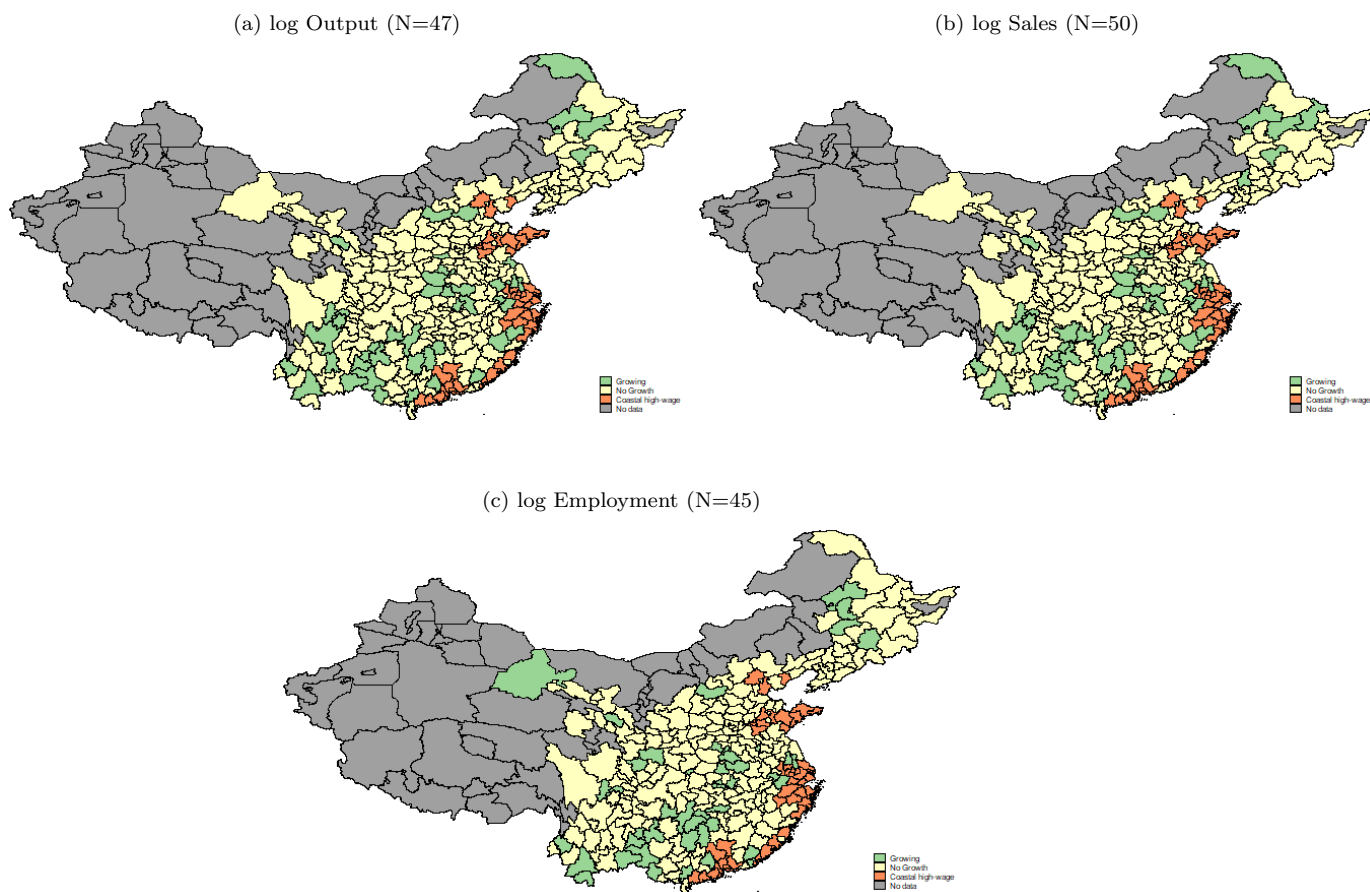 (a) log Output (N=47)
(b) log Sales (N=50)
Growing
No Growth
Coastal high-wage
No data
Growing
No Growth
Coastal high-wage
No data
(c) log Employment (N=45)
Growing
No Growth
Coastal high-wage
No data